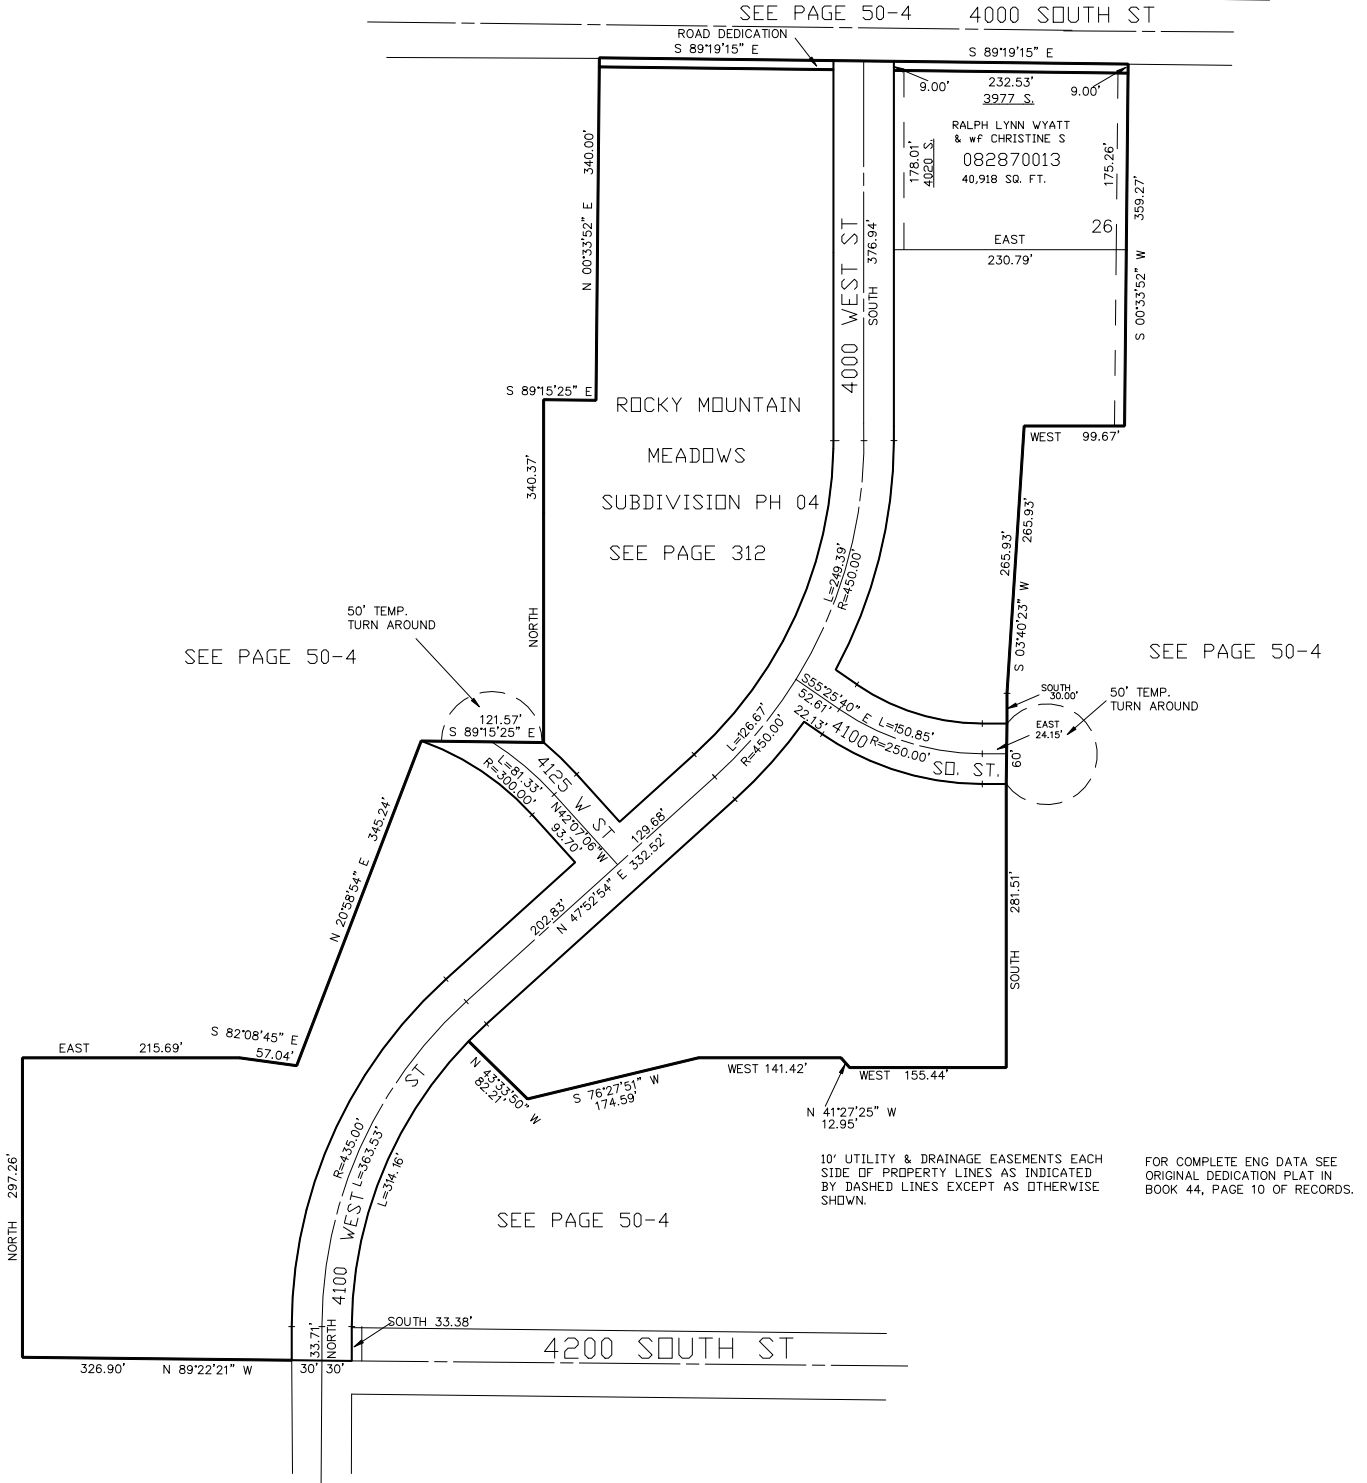 SEE PAGE 50-4
4000 SOUTH ST
ROAD DEDICATION
S 89°19'15" E
S 89°19'15" E
9.00'
232.53'
3977 S.
9.00'
RALPH LYNN WYATT
& wf CHRISTINE S
082870013
40,918 SQ. FT.
178.01'
4020 S.
175.26'
26
EAST
230.79'
N 00°33'52" E 340.00'
S 00°33'52" W 359.27'
4000 WEST ST
SOUTH 376.94'
S 89°15'25" E
ROCKY MOUNTAIN
MEADOWS
SUBDIVISION PH 04
SEE PAGE 312
WEST 99.67'
NORTH 340.37'
265.93'
265.93'
S 03°40'23" W
L=249.39'
R=450.00'
50' TEMP.
TURN AROUND
SEE PAGE 50-4
SEE PAGE 50-4
121.57'
S 89°15'25" E
S55°25'40" E
52.61'
22.13'
L=150.85'
R=250.00'
4100 SO. ST.
SOUTH
30.00'
EAST
24.15'
60'
50' TEMP.
TURN AROUND
L=126.67'
R=450.00'
4125 W ST
L=81.33'
R=300.00'
N42°07'06"W
93.70'
129.68'
N 47°52'54" E 332.52'
202.83'
N 20°58'54" E 345.24'
SOUTH 281.51'
EAST 215.69'
S 82°08'45" E
57.04'
N 43°33'50" W
82.21'
S 76°27'51" W
174.59'
WEST 141.42'
WEST 155.44'
N 41°27'25" W
12.95'
10' UTILITY & DRAINAGE EASEMENTS EACH
SIDE OF PROPERTY LINES AS INDICATED
BY DASHED LINES EXCEPT AS OTHERWISE
SHOWN.
FOR COMPLETE ENG DATA SEE
ORIGINAL DEDICATION PLAT IN
BOOK 44, PAGE 10 OF RECORDS.
NORTH 297.26'
R=435.00'
L=363.53'
L=314.16'
4100 WEST ST
SEE PAGE 50-4
33.71'
NORTH
SOUTH 33.38'
4200 SOUTH ST
326.90' N 89°22'21" W
30' 30'